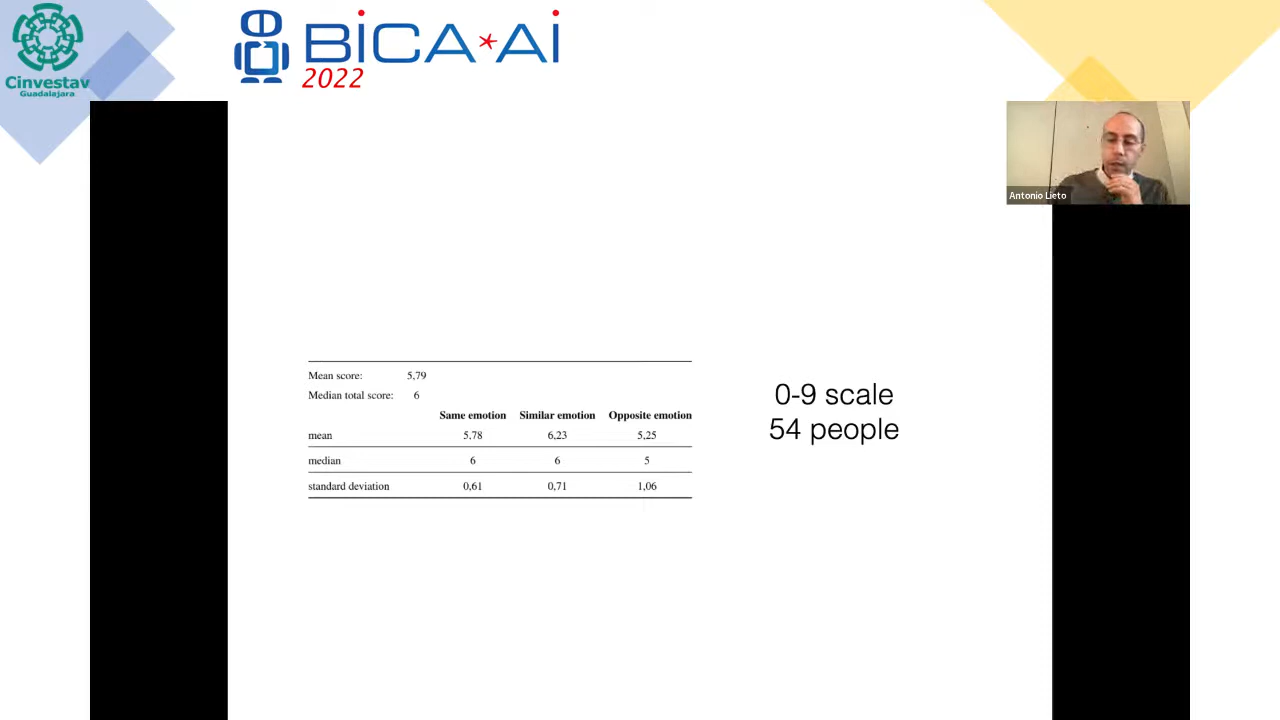 Cinvestav
Guadalajara
BiCA*Ai
2022
Antonio Lieto
Mean score: 5,79
Median total score: 6
Same emotion Similar emotion Opposite emotion
mean 5,78 6,23 5,25
median 6 6 5
standard deviation 0,61 0,71 1,06
0-9 scale
54 people